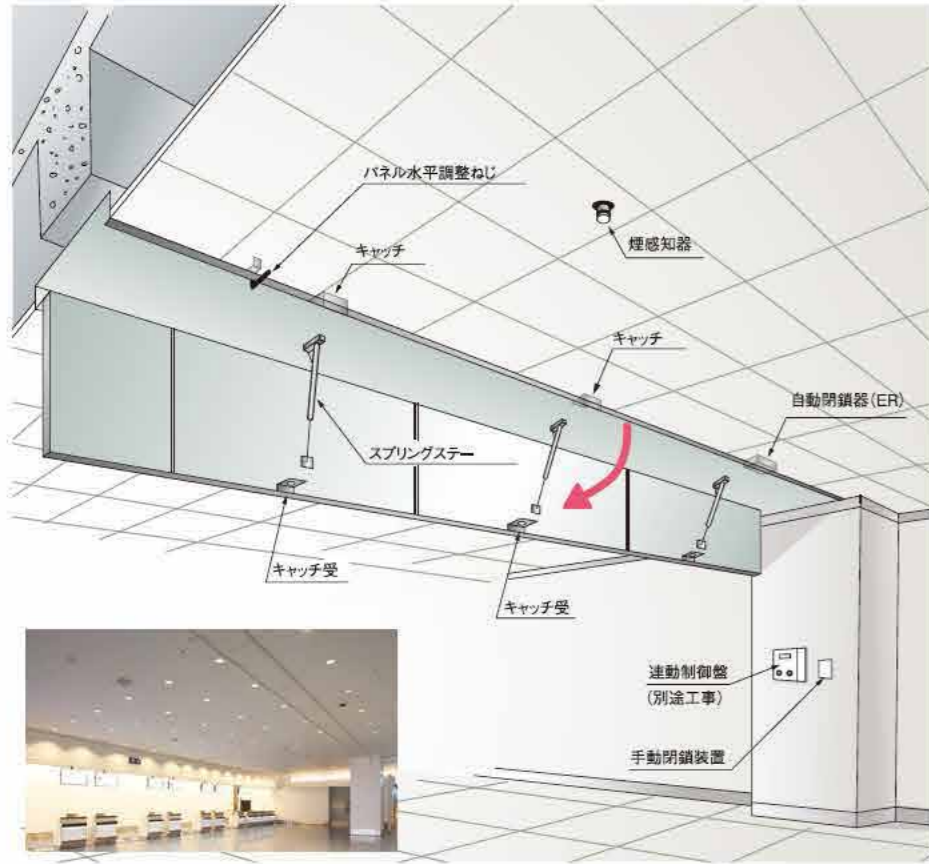 パネル水平調整ねじ
煙感知器
キャッチ
キャッチ
自動閉鎖器(ER)
スプリングステー
キャッチ受
キャッチ受
連動制御盤
(別途工事)
手動閉鎖装置